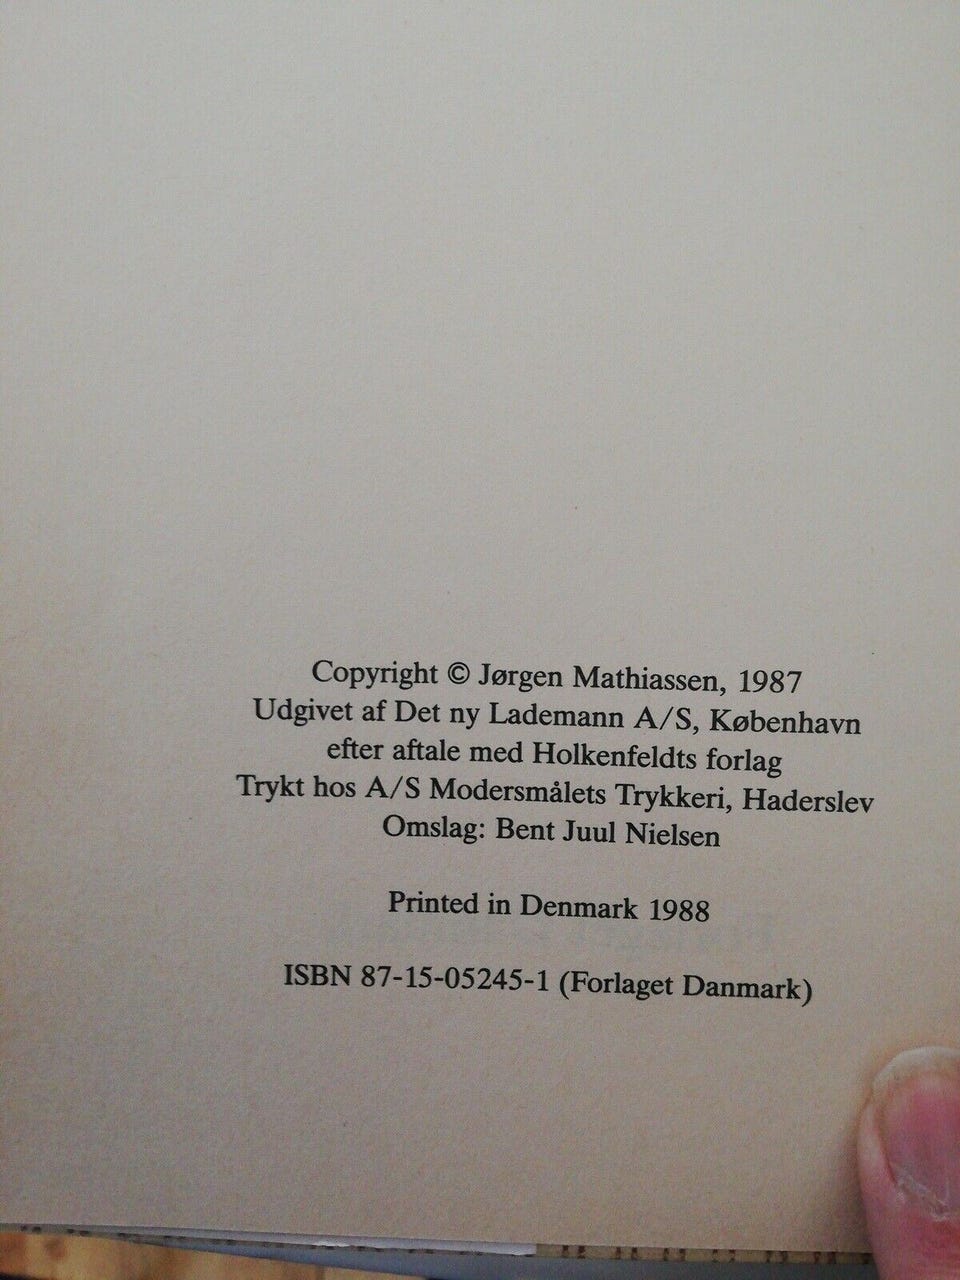 Copyright © Jørgen Mathiassen, 1987
Udgivet af Det ny Lademann A/S, København
efter aftale med Holkenfeldts forlag
Trykt hos A/S Modersmålets Trykkeri, Haderslev
Omslag: Bent Juul Nielsen
Printed in Denmark 1988
ISBN 87-15-05245-1 (Forlaget Danmark)